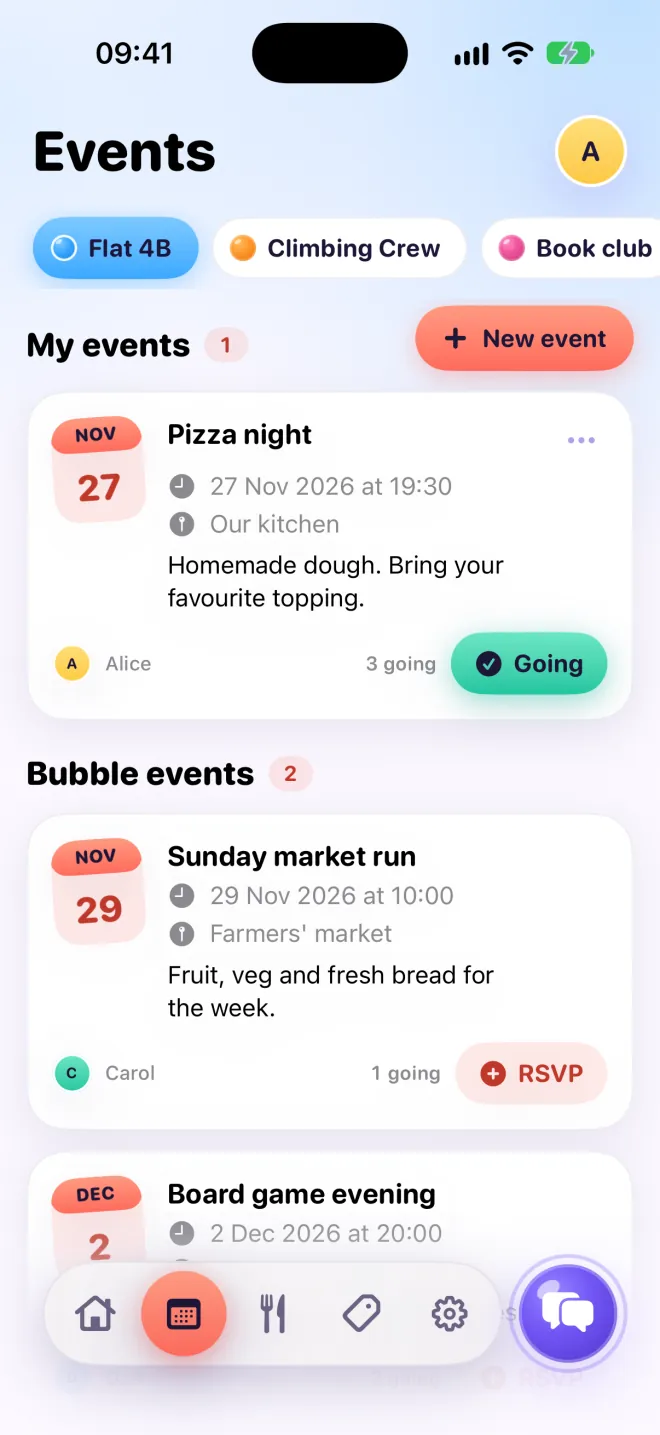 09:41
Events
A
Flat 4B
Climbing Crew
Book club
My events 1
+ New event
NOV
27
Pizza night
27 Nov 2026 at 19:30
Our kitchen
Homemade dough. Bring your
favourite topping.
A Alice
3 going
Going
Bubble events 2
NOV
29
Sunday market run
29 Nov 2026 at 10:00
Farmers' market
Fruit, veg and fresh bread for
the week.
C Carol
1 going
RSVP
DEC
2
Board game evening
2 Dec 2026 at 20:00
RSVP